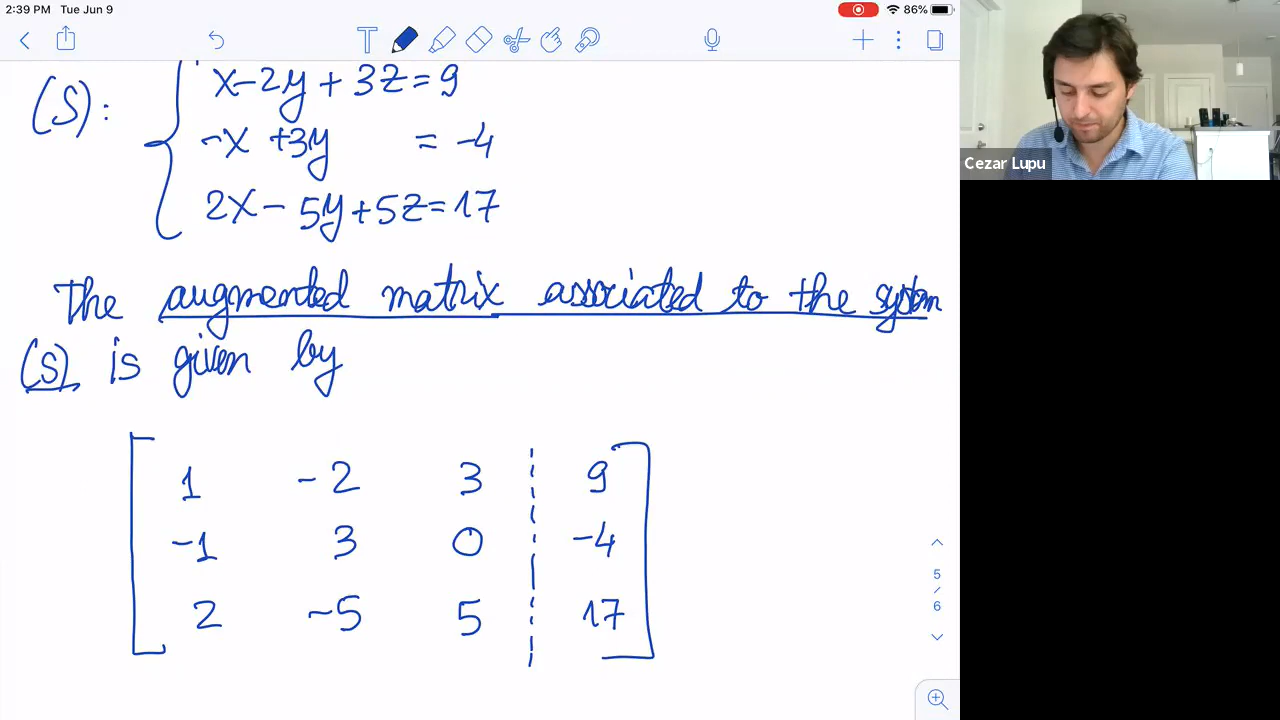 2:39 PM Tue Jun 9
86%
T
(S):
x-2y+3z=9
-x +3y = -4
2x-5y+5z=17
Cezar Lupu
The augmented matrix associated to the system
(S) is given by
1 -2 3 9
-1 3 0 -4
2 -5 5 17
5
/
6